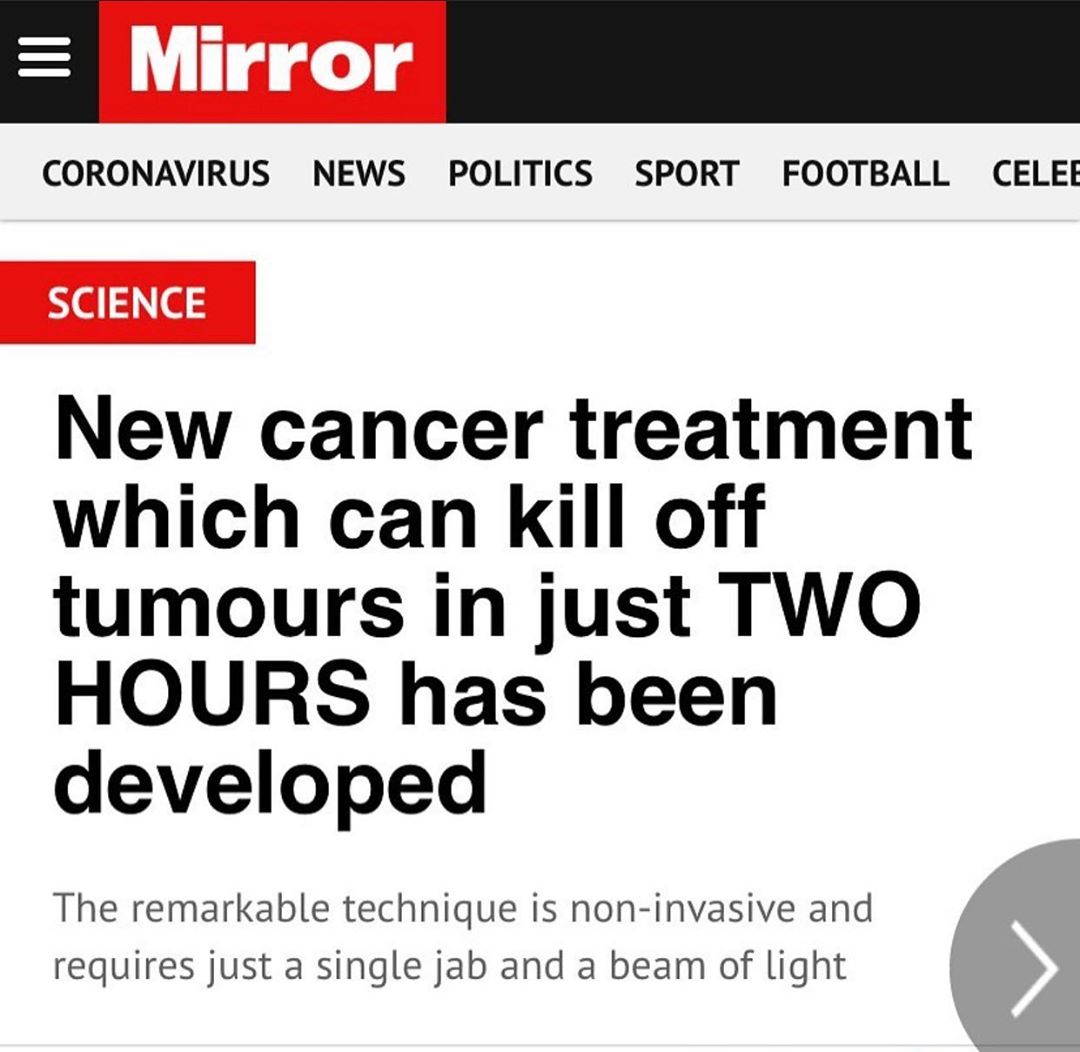 Mirror
CORONAVIRUS NEWS POLITICS SPORT FOOTBALL CELEB
SCIENCE
New cancer treatment
which can kill off
tumours in just TWO
HOURS has been
developed
The remarkable technique is non-invasive and
requires just a single jab and a beam of light